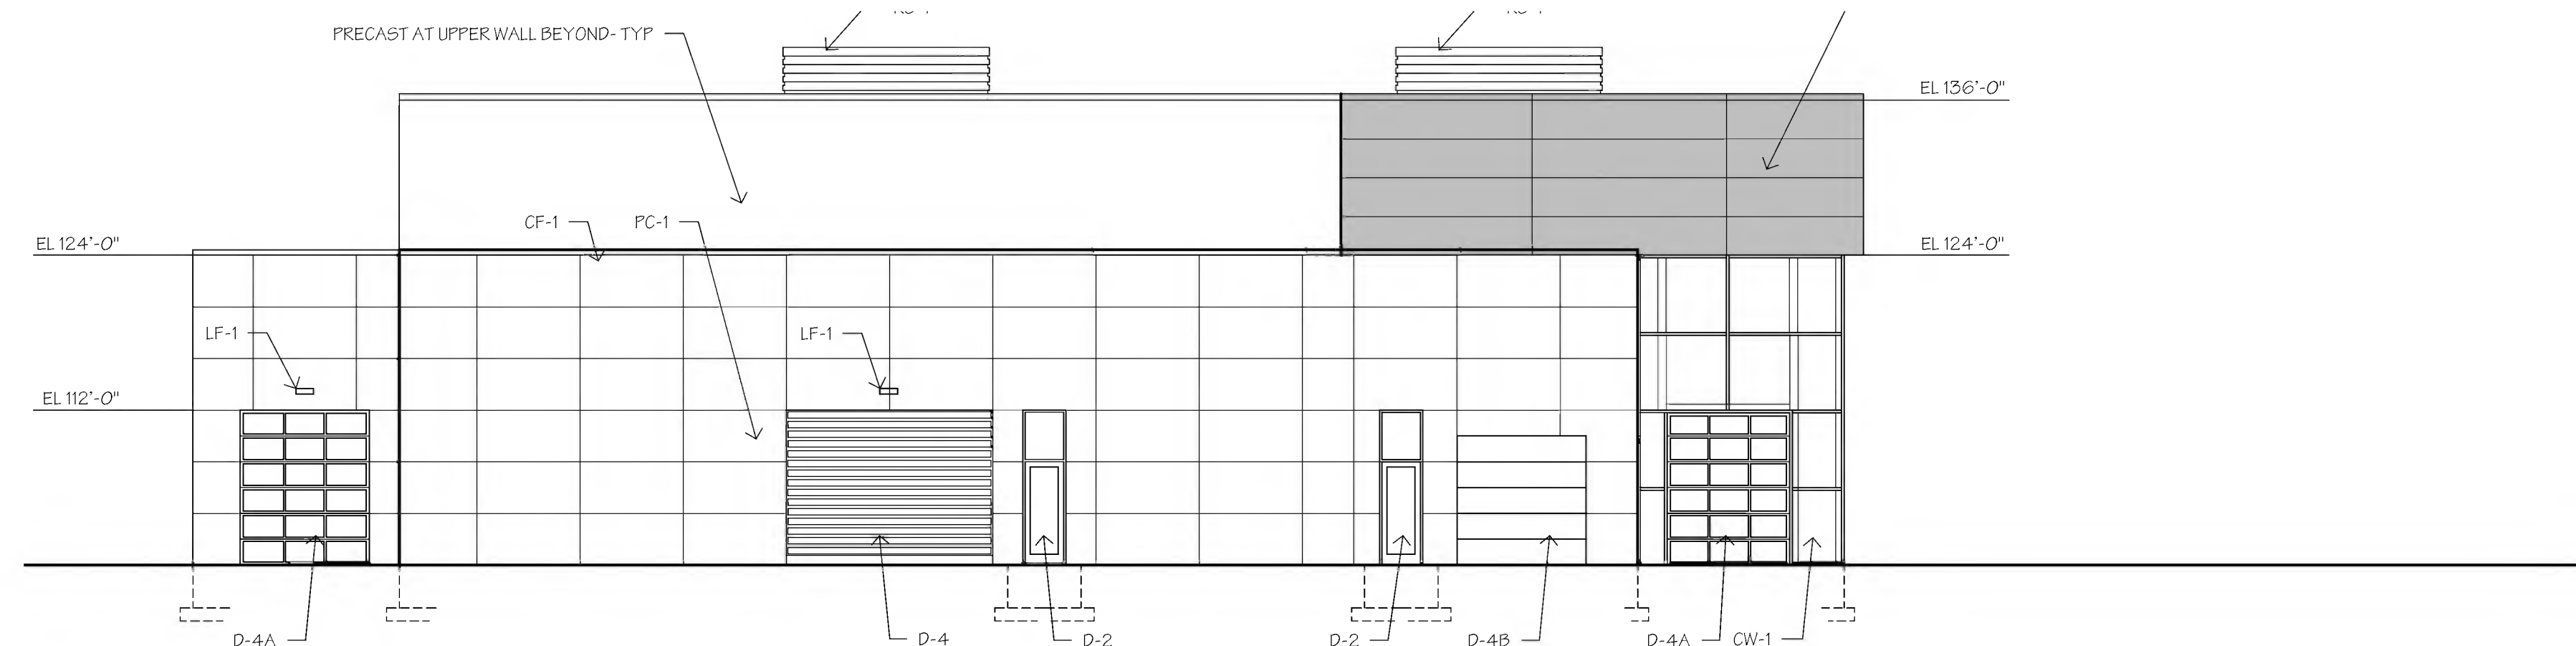 PRECAST AT UPPER WALL BEYOND- TYP
EL 136'-0"
CF-1
PC-1
EL 124'-0"
EL 124'-0"
LF-1
LF-1
EL 112'-0"
D-4A
D-4
D-2
D-2
D-4B
D-4A
CW-1